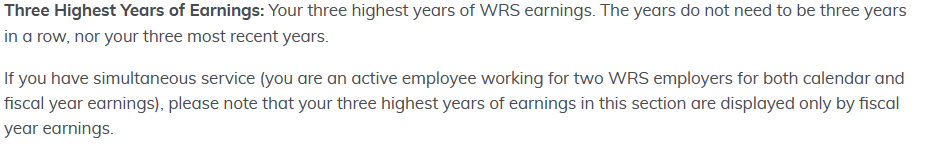 Three Highest Years of Earnings: Your three highest years of WRS earnings. The years do not need to be three years
in a row, nor your three most recent years.
If you have simultaneous service (you are an active employee working for two WRS employers for both calendar and
fiscal year earnings), please note that your three highest years of earnings in this section are displayed only by fiscal
year earnings.